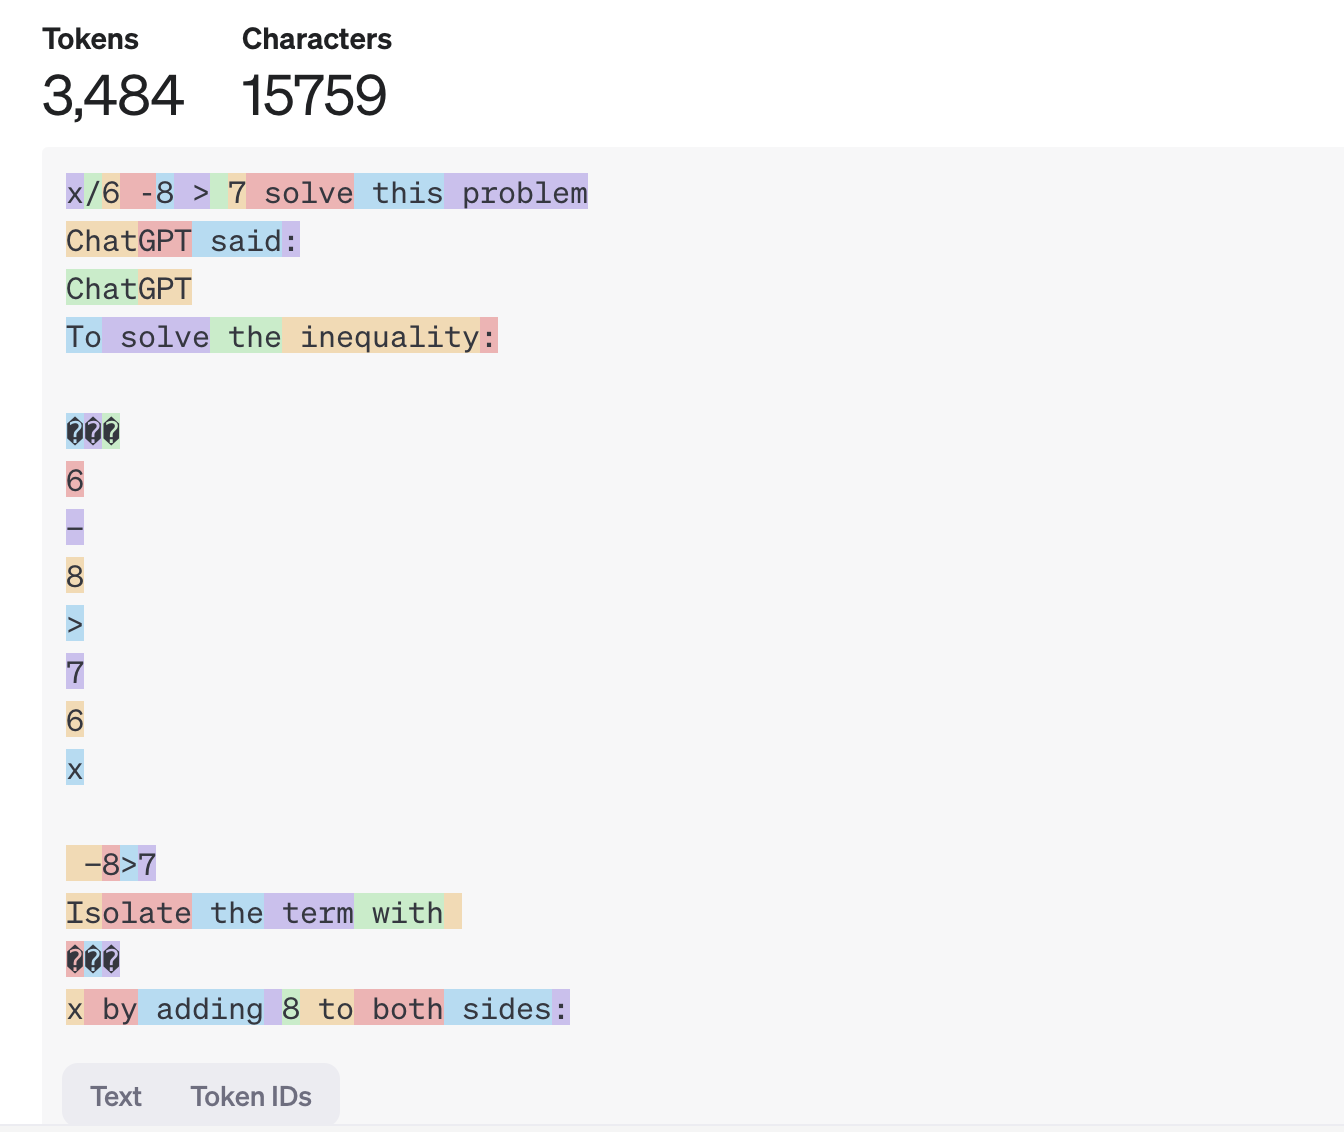 Tokens Characters
3,484 15759
x/6 -8 > 7 solve this problem
ChatGPT said:
ChatGPT
To solve the inequality:
���
6
−
8
>
7
6
x
−8>7
Isolate the term with
���
x by adding 8 to both sides:
Text Token IDs